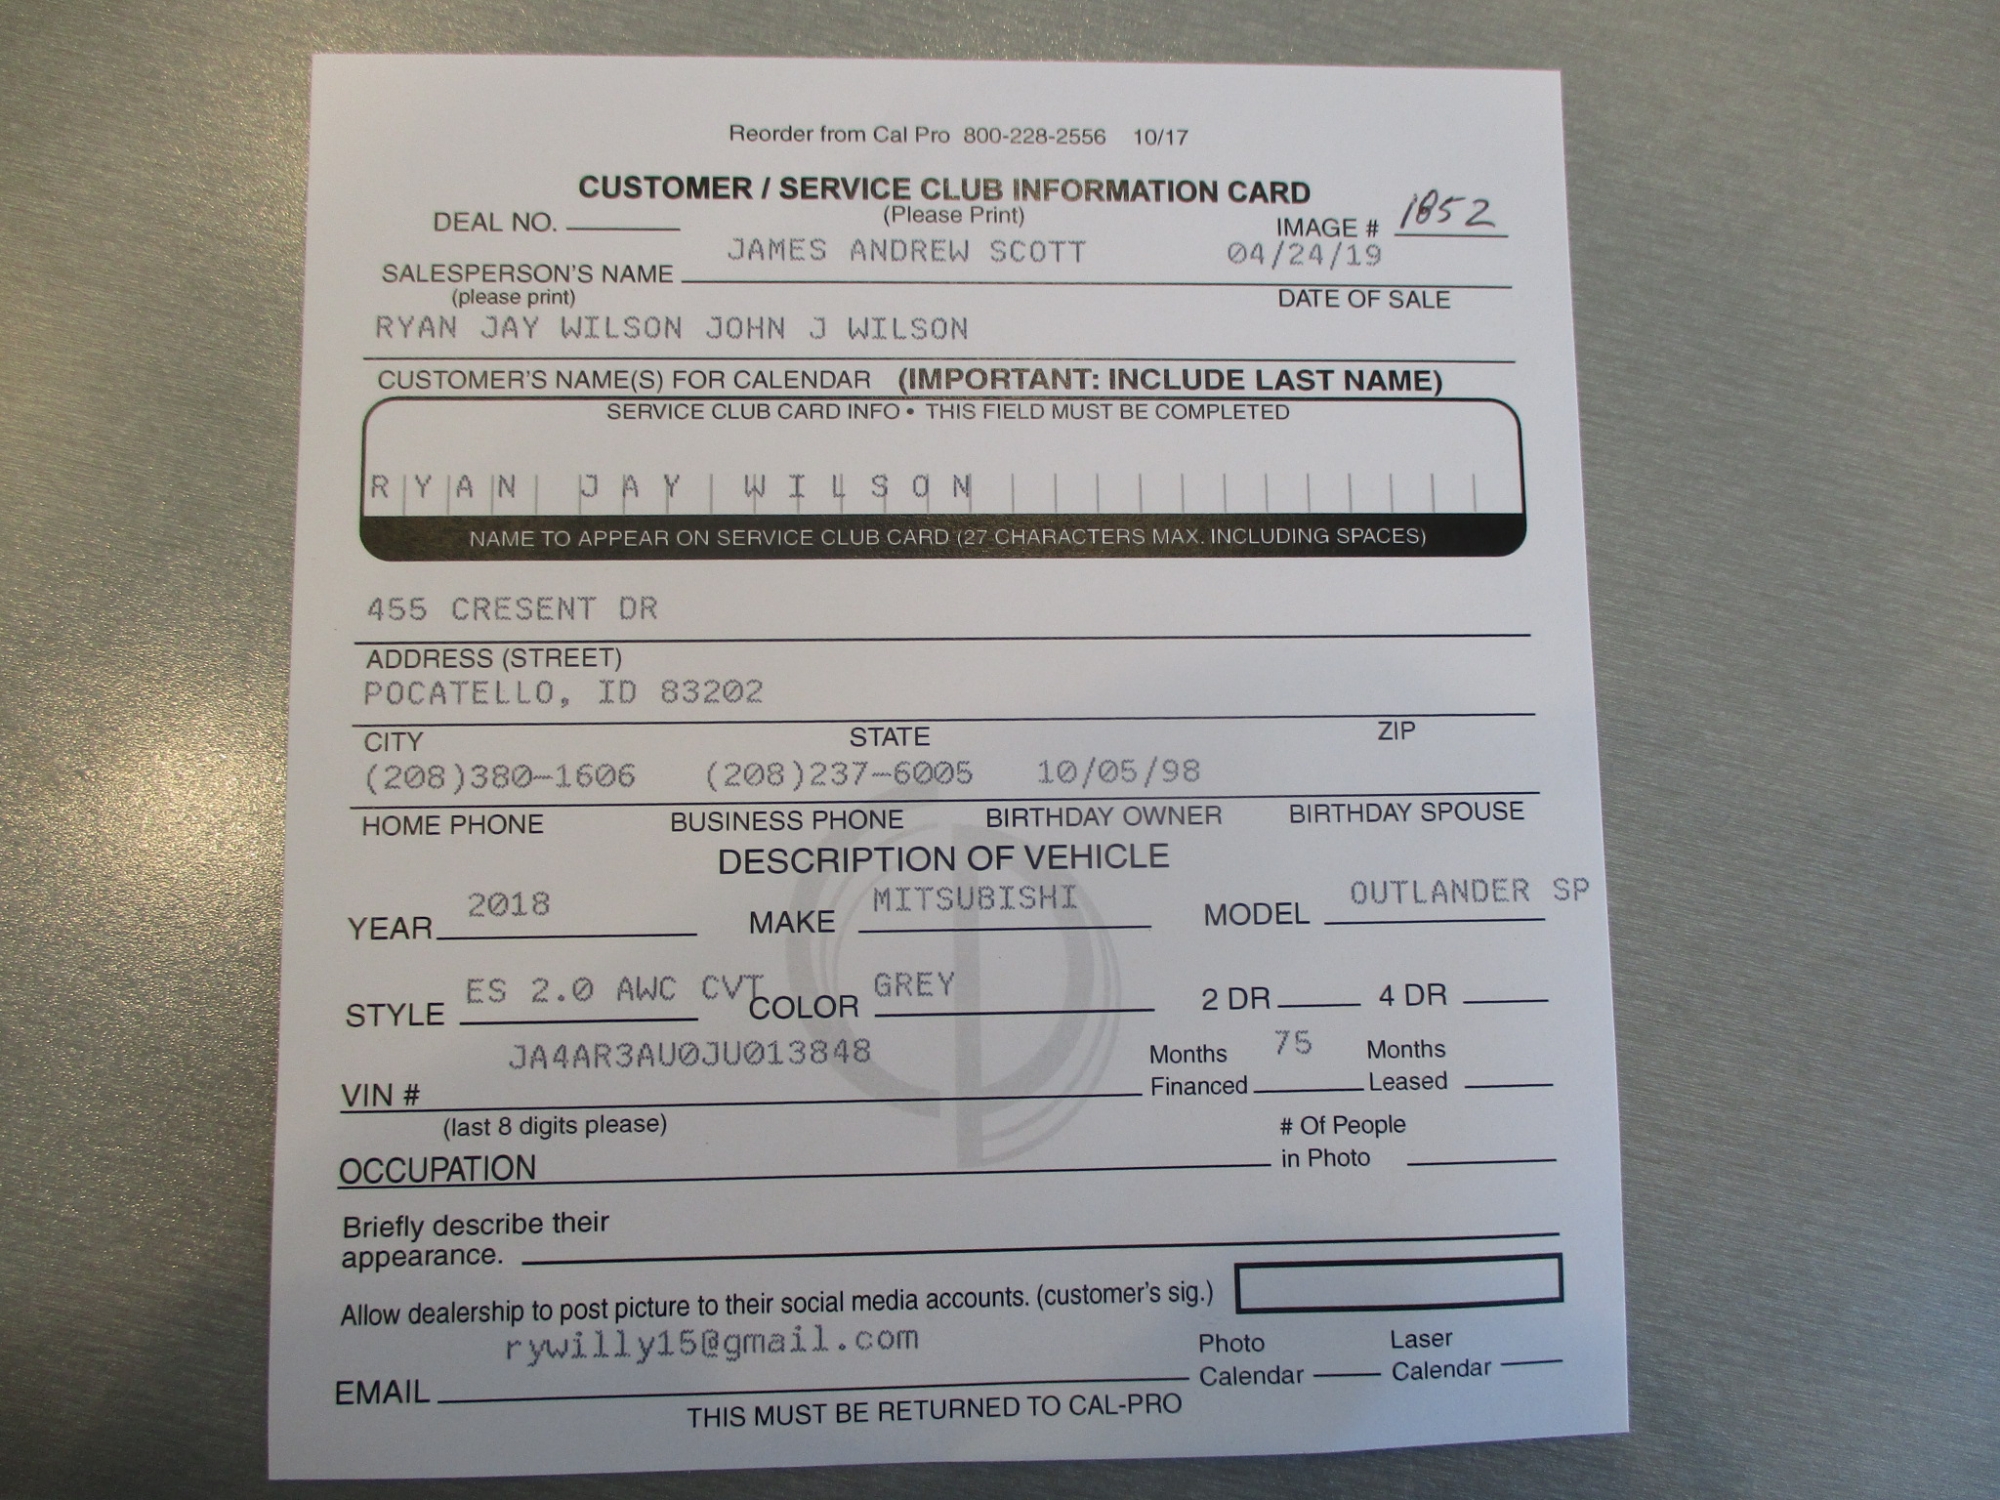 Reorder from Cal Pro 800-228-2556 10/17
CUSTOMER / SERVICE CLUB INFORMATION CARD
DEAL NO. (Please Print) IMAGE # 1852
JAMES ANDREW SCOTT 04/24/19
SALESPERSON'S NAME
(please print) DATE OF SALE
RYAN JAY WILSON JOHN J WILSON
CUSTOMER'S NAME(S) FOR CALENDAR (IMPORTANT: INCLUDE LAST NAME)
SERVICE CLUB CARD INFO • THIS FIELD MUST BE COMPLETED
RYAN JAY WILSON
NAME TO APPEAR ON SERVICE CLUB CARD (27 CHARACTERS MAX. INCLUDING SPACES)
455 CRESENT DR
ADDRESS (STREET)
POCATELLO, ID 83202
CITY STATE ZIP
(208)380-1606 (208)237-6005 10/05/98
HOME PHONE BUSINESS PHONE BIRTHDAY OWNER BIRTHDAY SPOUSE
DESCRIPTION OF VEHICLE
YEAR 2018 MAKE MITSUBISHI MODEL OUTLANDER SP
STYLE ES 2.0 AWC CVT COLOR GREY 2 DR 4 DR
JA4AR3AU0JU013848 Months 75 Months
VIN # Financed Leased
(last 8 digits please) # Of People
OCCUPATION in Photo
Briefly describe their
appearance.
Allow dealership to post picture to their social media accounts. (customer's sig.)
rywilly15@gmail.com Photo Laser
EMAIL Calendar Calendar
THIS MUST BE RETURNED TO CAL-PRO